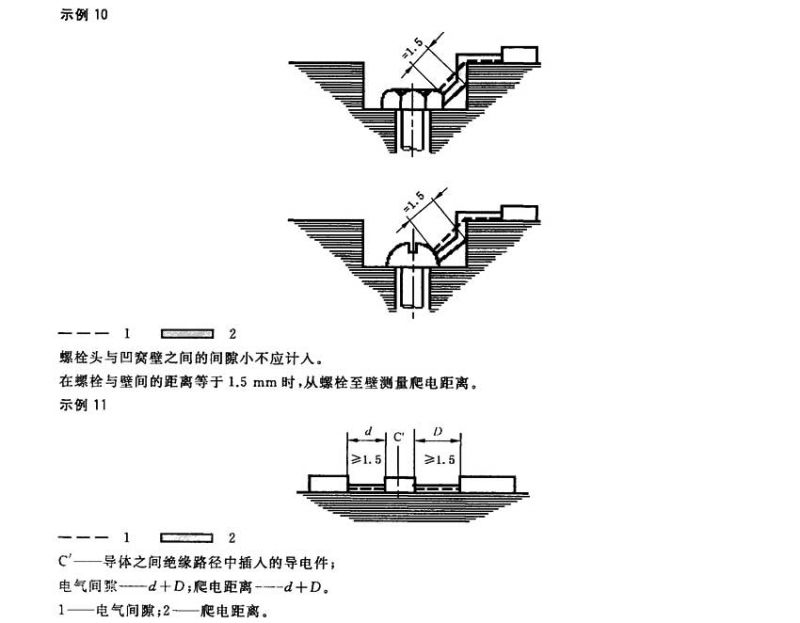 示例 10
≈1.5
≈1.5
1 2
螺栓头与凹窝壁之间的间隙小不应计入。
在螺栓与壁间的距离等于 1.5 mm 时,从螺栓至壁测量爬电距离。
示例 11
d C′ D
≥1.5 ≥1.5
1 2
C′——导体之间绝缘路径中插入的导电件;
电气间隙——d+D;爬电距离——d+D。
1——电气间隙;2——爬电距离。